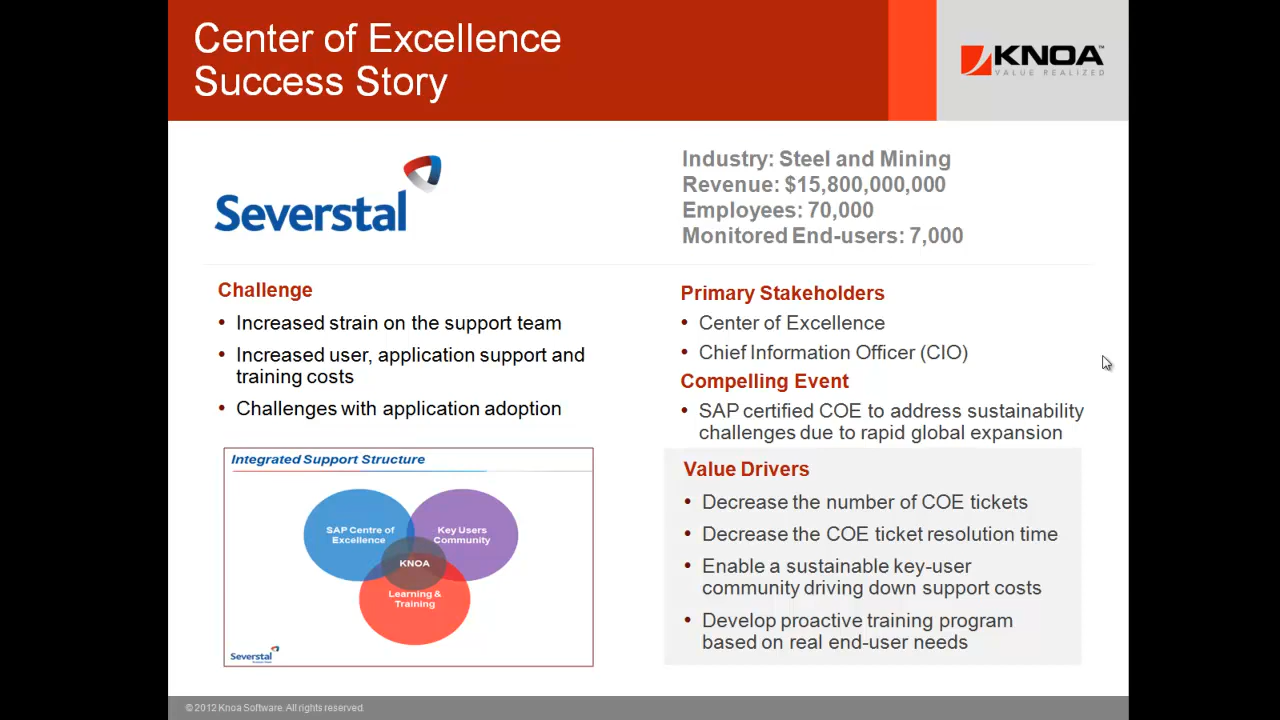 Center of Excellence
Success Story
KNOA™
VALUE REALIZED
Severstal
Industry: Steel and Mining
Revenue: $15,800,000,000
Employees: 70,000
Monitored End-users: 7,000
Challenge
• Increased strain on the support team
• Increased user, application support and
training costs
• Challenges with application adoption
Integrated Support Structure
SAP Centre of
Excellence
Key Users
Community
KNOA
Learning &
Training
Severstal
Primary Stakeholders
• Center of Excellence
• Chief Information Officer (CIO)
Compelling Event
• SAP certified COE to address sustainability
challenges due to rapid global expansion
Value Drivers
• Decrease the number of COE tickets
• Decrease the COE ticket resolution time
• Enable a sustainable key-user
community driving down support costs
• Develop proactive training program
based on real end-user needs
© 2012 Knoa Software. All rights reserved.